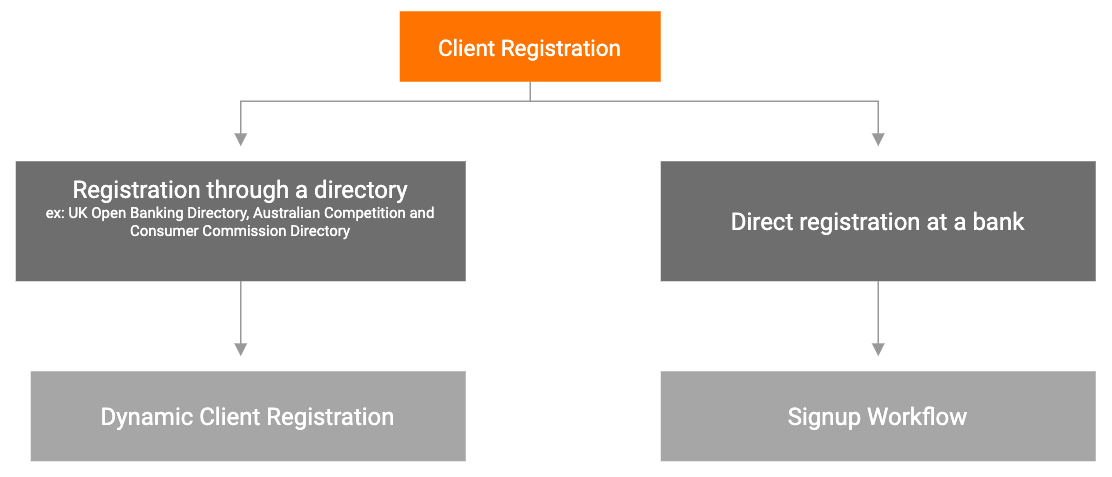 Client Registration
Registration through a directory
ex: UK Open Banking Directory, Australian Competition and
Consumer Commission Directory
Direct registration at a bank
Dynamic Client Registration
Signup Workflow